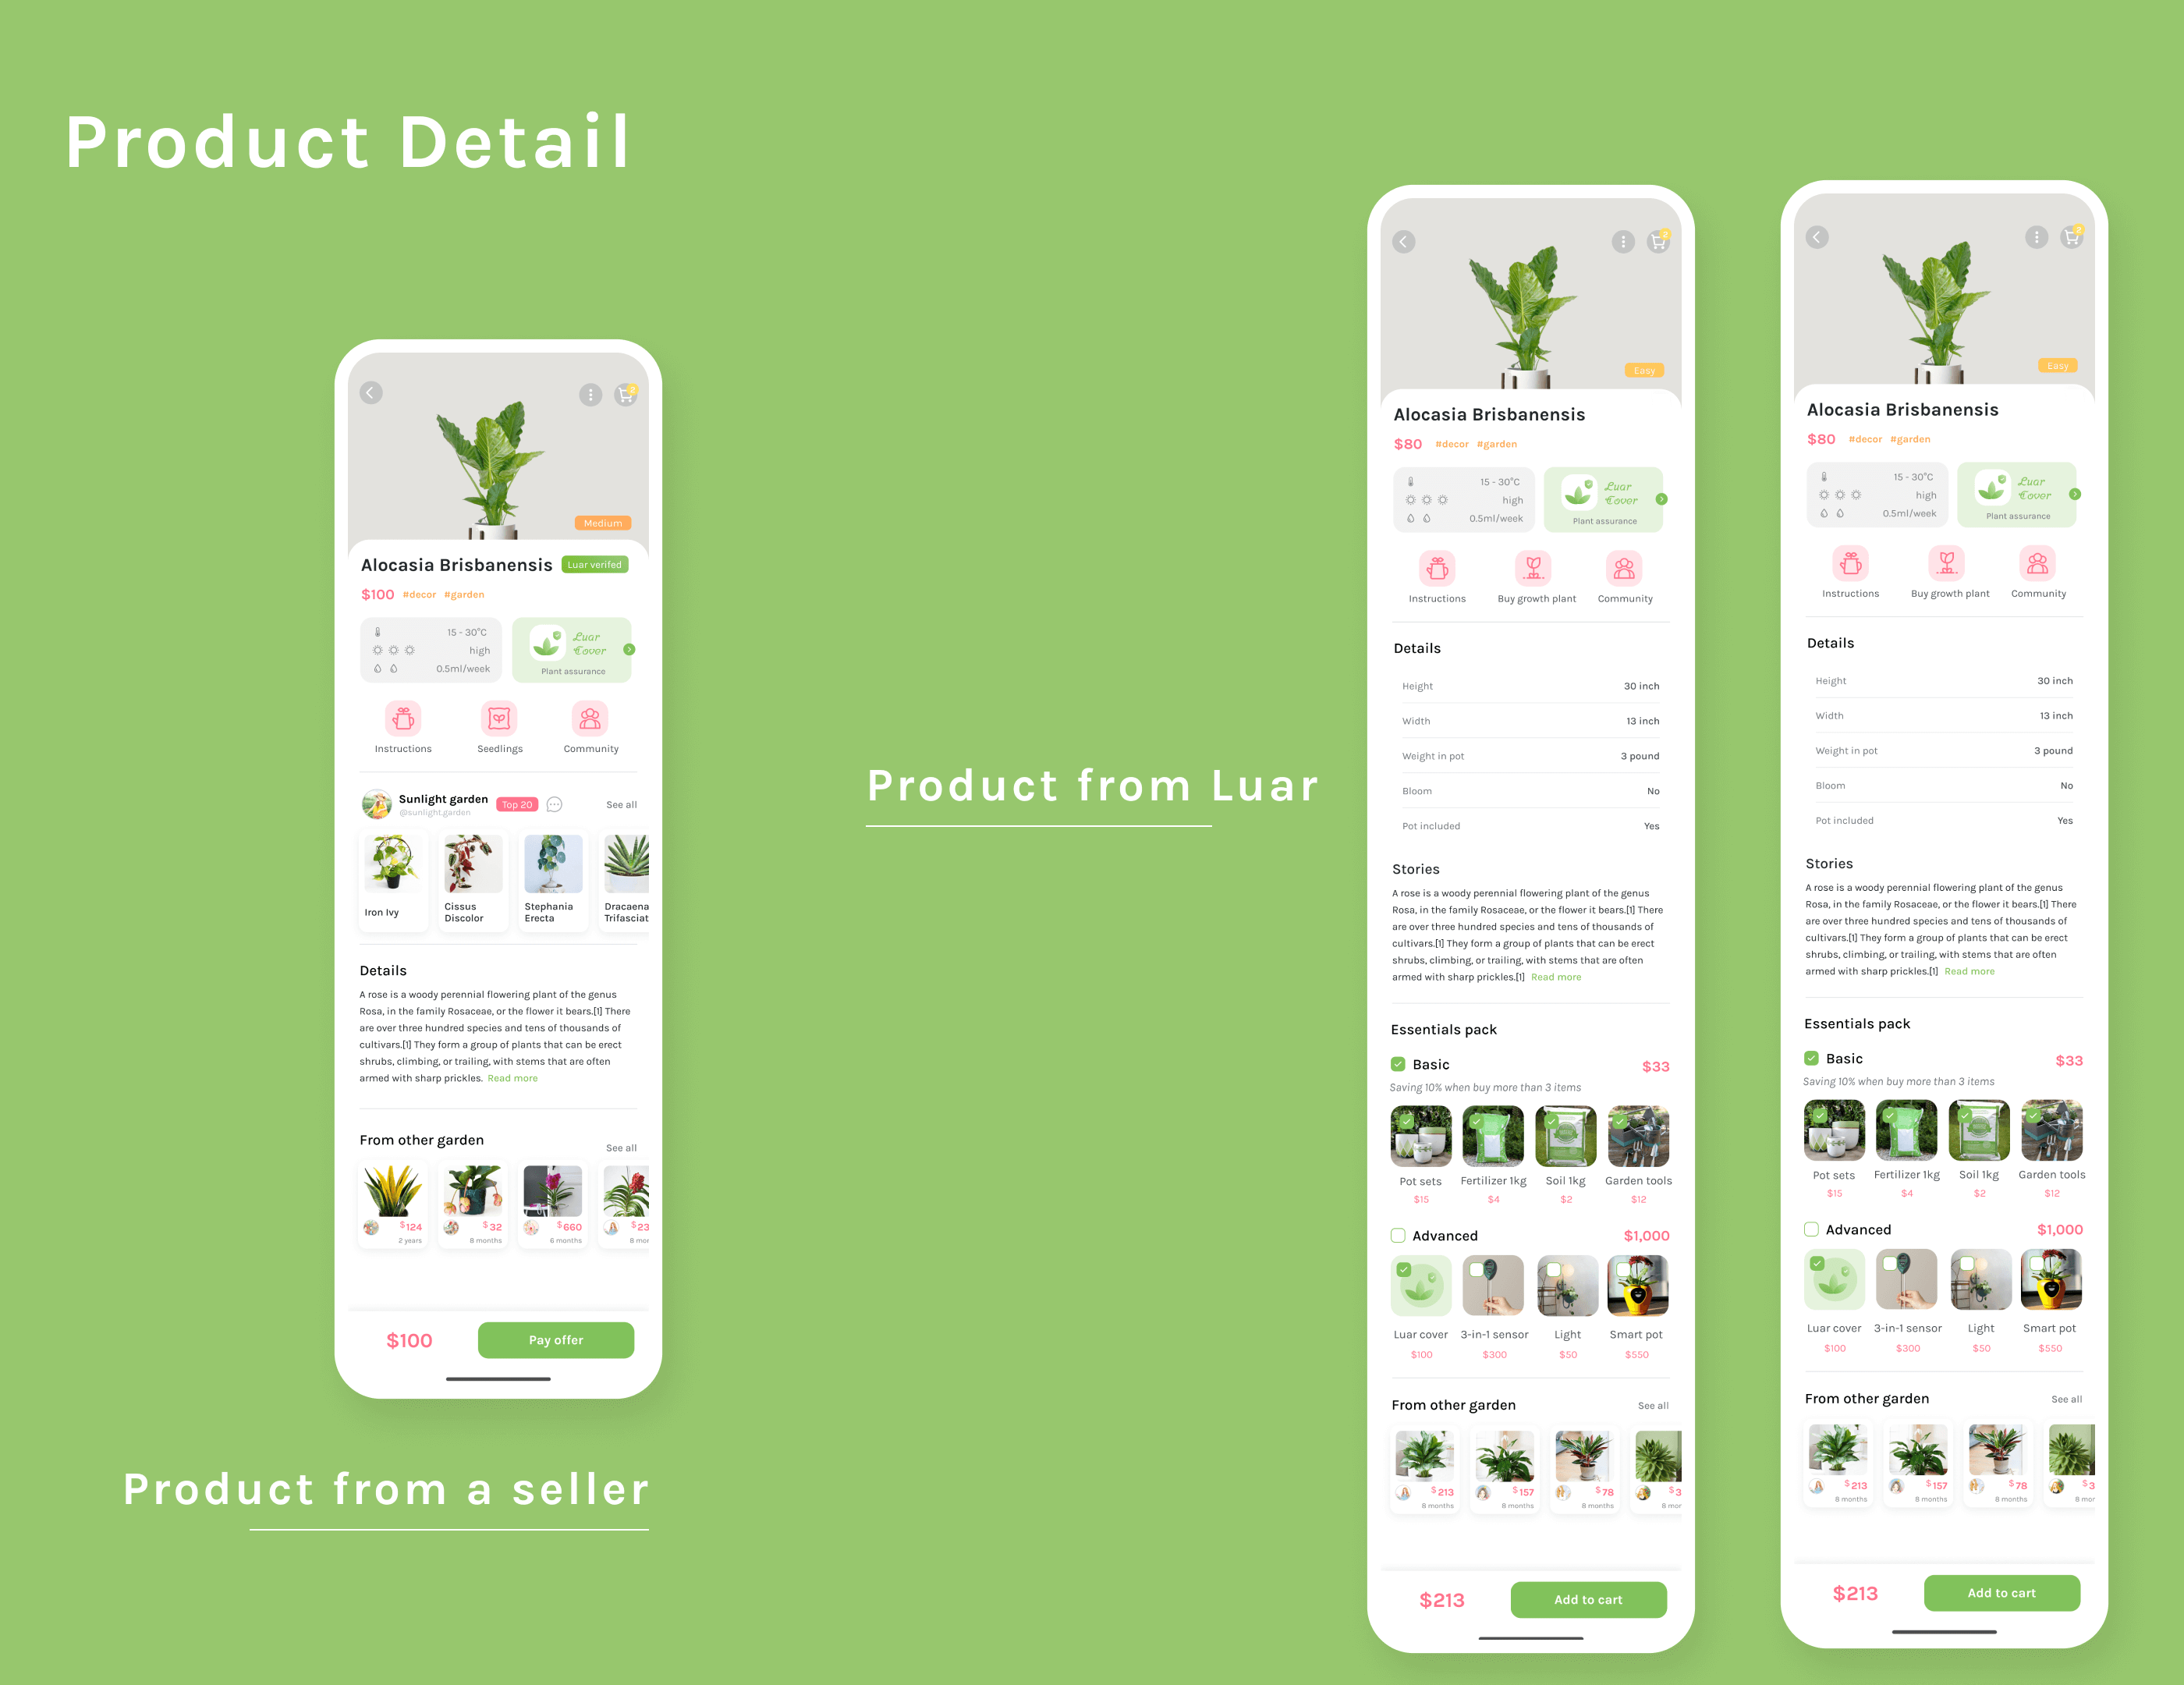 Product Detail
Medium
Alocasia Brisbanensis
Luar verifed
$100 #decor #garden
15 - 30°C
high
0.5ml/week
Luar
Cover
Plant assurance
Instructions
Seedlings
Community
Sunlight garden
Top 20
@sunlight.garden
See all
Iron Ivy
Cissus
Discolor
Stephania
Erecta
Dracaena
Trifasciat
Details
A rose is a woody perennial flowering plant of the genus
Rosa, in the family Rosaceae, or the flower it bears.[1] There
are over three hundred species and tens of thousands of
cultivars.[1] They form a group of plants that can be erect
shrubs, climbing, or trailing, with stems that are often
armed with sharp prickles. Read more
From other garden
See all
$124
2 years
$32
8 months
$660
6 months
$23
8 mor
$100
Pay offer
Product from a seller
Product from Luar
2
Easy
Alocasia Brisbanensis
$80 #decor #garden
15 - 30°C
high
0.5ml/week
Luar
Cover
Plant assurance
Instructions
Buy growth plant
Community
Details
Height 30 inch
Width 13 inch
Weight in pot 3 pound
Bloom No
Pot included Yes
Stories
A rose is a woody perennial flowering plant of the genus
Rosa, in the family Rosaceae, or the flower it bears.[1] There
are over three hundred species and tens of thousands of
cultivars.[1] They form a group of plants that can be erect
shrubs, climbing, or trailing, with stems that are often
armed with sharp prickles.[1] Read more
Essentials pack
Basic $33
Saving 10% when buy more than 3 items
Pot sets
$15
Fertilizer 1kg
$4
Soil 1kg
$2
Garden tools
$12
Advanced $1,000
Luar cover
$100
3-in-1 sensor
$300
Light
$50
Smart pot
$550
From other garden
See all
$213
8 months
$157
8 months
$78
8 months
$3
8 mor
$213
Add to cart
2
Easy
Alocasia Brisbanensis
$80 #decor #garden
15 - 30°C
high
0.5ml/week
Luar
Cover
Plant assurance
Instructions
Buy growth plant
Community
Details
Height 30 inch
Width 13 inch
Weight in pot 3 pound
Bloom No
Pot included Yes
Stories
A rose is a woody perennial flowering plant of the genus
Rosa, in the family Rosaceae, or the flower it bears.[1] There
are over three hundred species and tens of thousands of
cultivars.[1] They form a group of plants that can be erect
shrubs, climbing, or trailing, with stems that are often
armed with sharp prickles.[1] Read more
Essentials pack
Basic $33
Saving 10% when buy more than 3 items
Pot sets
$15
Fertilizer 1kg
$4
Soil 1kg
$2
Garden tools
$12
Advanced $1,000
Luar cover
$100
3-in-1 sensor
$300
Light
$50
Smart pot
$550
From other garden
See all
$213
8 months
$157
8 months
$78
8 months
$3
8 mor
$213
Add to cart